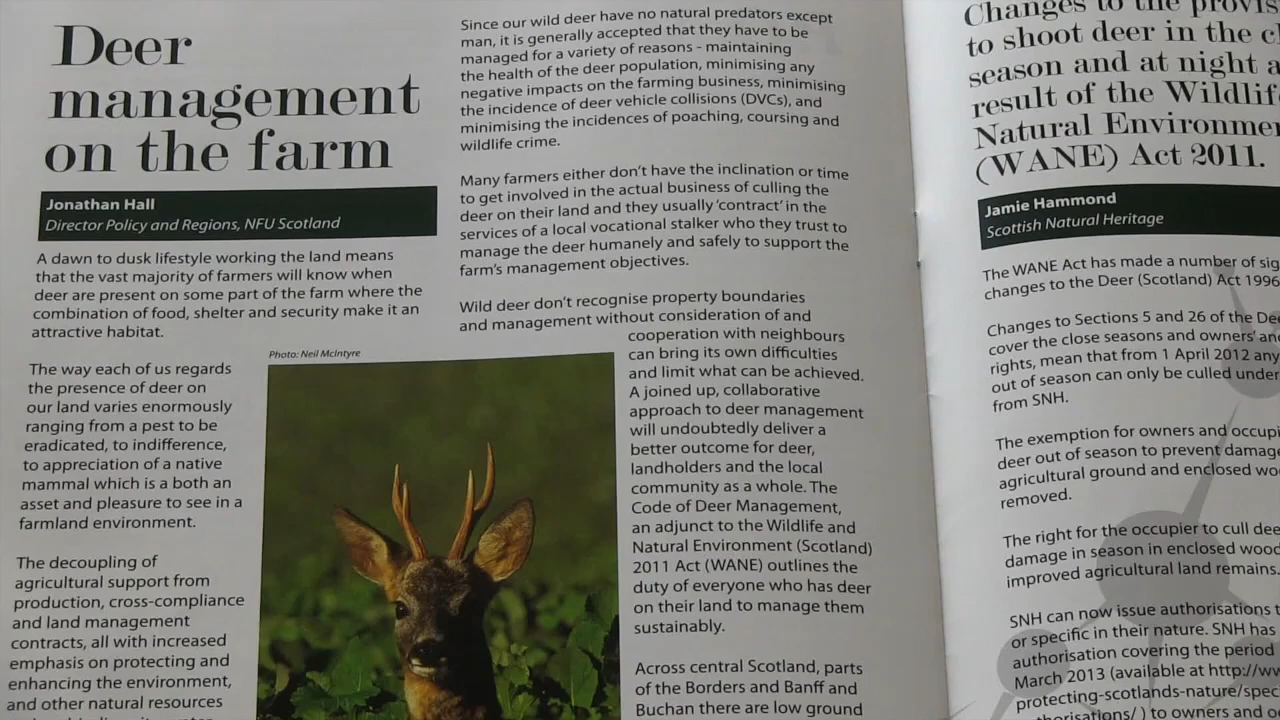 Deer
management
on the farm
Jonathan Hall
Director Policy and Regions, NFU Scotland
A dawn to dusk lifestyle working the land means
that the vast majority of farmers will know when
deer are present on some part of the farm where the
combination of food, shelter and security make it an
attractive habitat.
The way each of us regards
the presence of deer on
our land varies enormously
ranging from a pest to be
eradicated, to indifference,
to appreciation of a native
mammal which is a both an
asset and pleasure to see in a
farmland environment.
The decoupling of
agricultural support from
production, cross-compliance
and land management
contracts, all with increased
emphasis on protecting and
enhancing the environment,
and other natural resources
Photo: Neil McIntyre
Since our wild deer have no natural predators except
man, it is generally accepted that they have to be
managed for a variety of reasons - maintaining
the health of the deer population, minimising any
negative impacts on the farming business, minimising
the incidence of deer vehicle collisions (DVCs), and
minimising the incidences of poaching, coursing and
wildlife crime.
Many farmers either don't have the inclination or time
to get involved in the actual business of culling the
deer on their land and they usually 'contract' in the
services of a local vocational stalker who they trust to
manage the deer humanely and safely to support the
farm's management objectives.
Wild deer don't recognise property boundaries
and management without consideration of and
cooperation with neighbours
can bring its own difficulties
and limit what can be achieved.
A joined up, collaborative
approach to deer management
will undoubtedly deliver a
better outcome for deer,
landholders and the local
community as a whole. The
Code of Deer Management,
an adjunct to the Wildlife and
Natural Environment (Scotland)
2011 Act (WANE) outlines the
duty of everyone who has deer
on their land to manage them
sustainably.
Across central Scotland, parts
of the Borders and Banff and
Buchan there are low ground
Changes to the provis
to shoot deer in the cl
season and at night a
result of the Wildlif
Natural Environme
(WANE) Act 2011.
Jamie Hammond
Scottish Natural Heritage
The WANE Act has made a number of sig
changes to the Deer (Scotland) Act 1996
Changes to Sections 5 and 26 of the Dee
cover the close seasons and owners' an
rights, mean that from 1 April 2012 any
out of season can only be culled under
from SNH.
The exemption for owners and occupi
deer out of season to prevent damag
agricultural ground and enclosed wo
removed.
The right for the occupier to cull dee
damage in season in enclosed wood
improved agricultural land remains.
SNH can now issue authorisations t
or specific in their nature. SNH has
authorisation covering the period
March 2013 (available at http://ww
protecting-scotlands-nature/spec
thorisations/ ) to owners and o